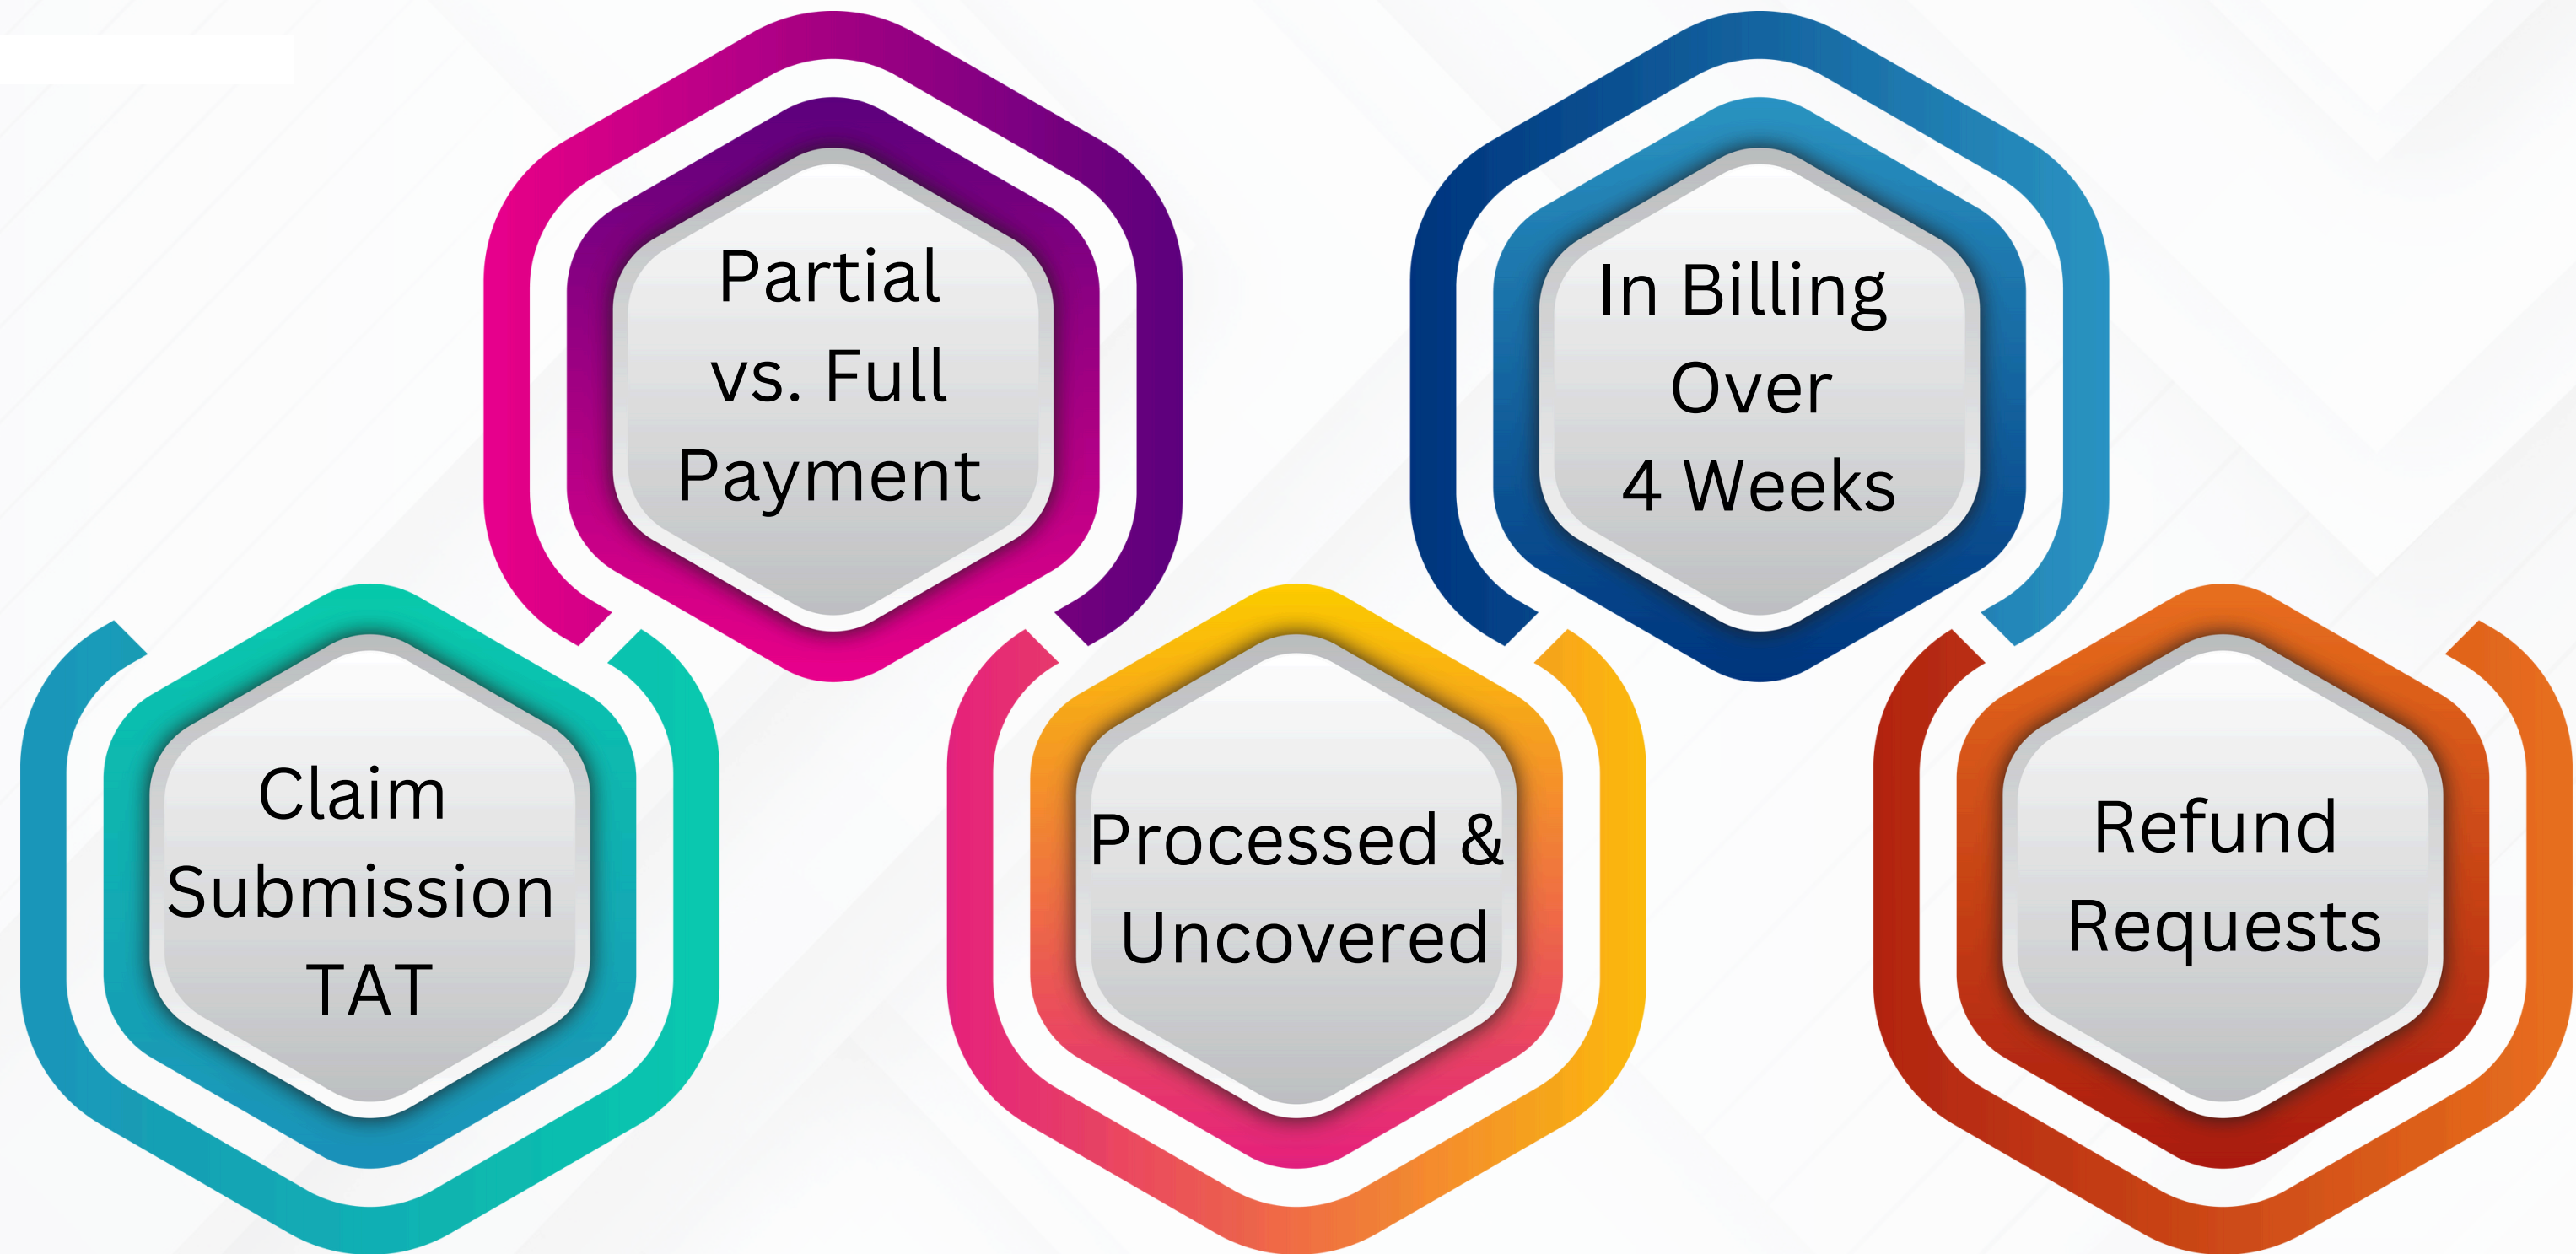 Claim
Submission
TAT
Partial
vs. Full
Payment
Processed &
Uncovered
In Billing
Over
4 Weeks
Refund
Requests